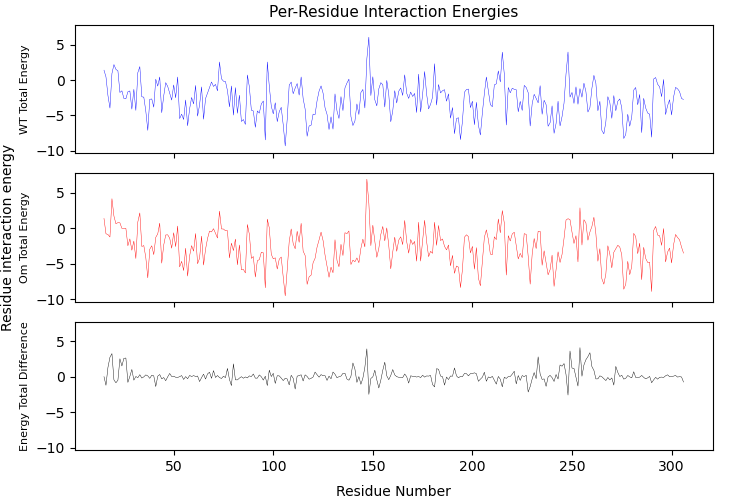 Per-Residue Interaction Energies
Residue interaction energy
WT Total Energy
5
0
−5
−10
Om Total Energy
5
0
−5
−10
Energy Total Difference
5
0
−5
−10
50 100 150 200 250 300
Residue Number